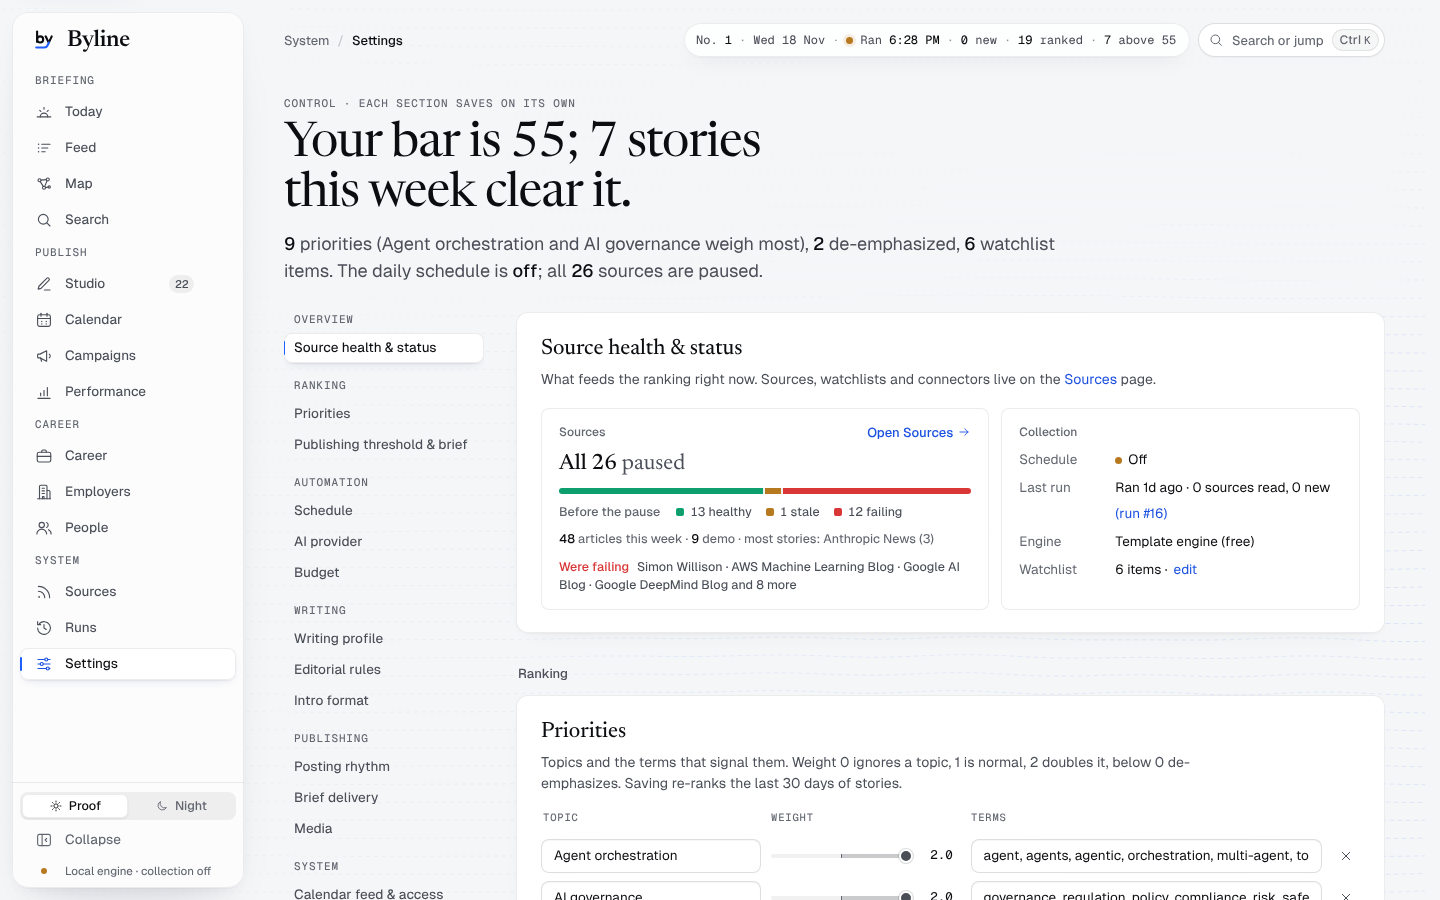 by Byline
BRIEFING
Today
Feed
Map
Search
PUBLISH
Studio 22
Calendar
Campaigns
Performance
CAREER
Career
Employers
People
SYSTEM
Sources
Runs
Settings
Proof Night
Collapse
Local engine · collection off
System / Settings
No. 1 · Wed 18 Nov · Ran 6:28 PM · 0 new · 19 ranked · 7 above 55
Search or jump Ctrl K
CONTROL · EACH SECTION SAVES ON ITS OWN
Your bar is 55; 7 stories
this week clear it.
9 priorities (Agent orchestration and AI governance weigh most), 2 de-emphasized, 6 watchlist
items. The daily schedule is off; all 26 sources are paused.
OVERVIEW
Source health & status
RANKING
Priorities
Publishing threshold & brief
AUTOMATION
Schedule
AI provider
Budget
WRITING
Writing profile
Editorial rules
Intro format
PUBLISHING
Posting rhythm
Brief delivery
Media
SYSTEM
Calendar feed & access
Source health & status
What feeds the ranking right now. Sources, watchlists and connectors live on the Sources page.
Sources Open Sources →
All 26 paused
Before the pause 13 healthy 1 stale 12 failing
48 articles this week · 9 demo · most stories: Anthropic News (3)
Were failing Simon Willison · AWS Machine Learning Blog · Google AI
Blog · Google DeepMind Blog and 8 more
Collection
Schedule Off
Last run Ran 1d ago · 0 sources read, 0 new
(run #16)
Engine Template engine (free)
Watchlist 6 items · edit
Ranking
Priorities
Topics and the terms that signal them. Weight 0 ignores a topic, 1 is normal, 2 doubles it, below 0 de-
emphasizes. Saving re-ranks the last 30 days of stories.
TOPIC WEIGHT TERMS
Agent orchestration 2.0 agent, agents, agentic, orchestration, multi-agent, to
AI governance 2.0 governance, regulation, policy, compliance, risk, safe